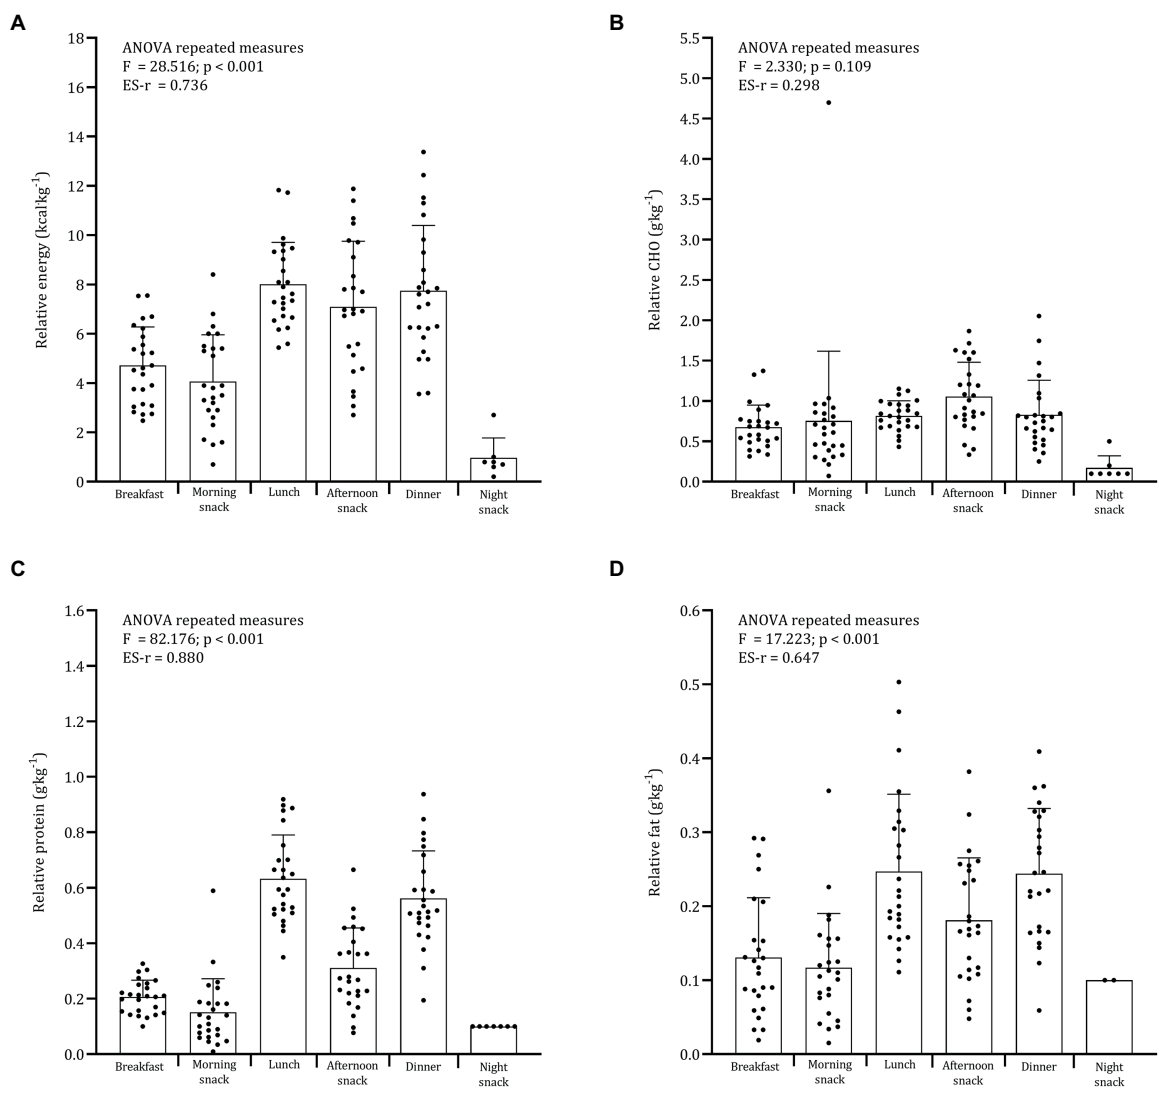 A
ANOVA repeated measures
F = 28.516; p < 0.001
ES-r = 0.736
Relative energy (kcal·kg-1)
18
16
14
12
10
8
6
4
2
0
Breakfast Morning snack Lunch Afternoon snack Dinner Night snack
B
ANOVA repeated measures
F = 2.330; p = 0.109
ES-r = 0.298
Relative CHO (g·kg-1)
5.5
5.0
4.5
4.0
3.5
3.0
2.5
2.0
1.5
1.0
0.5
0.0
Breakfast Morning snack Lunch Afternoon snack Dinner Night snack
C
ANOVA repeated measures
F = 82.176; p < 0.001
ES-r = 0.880
Relative protein (g·kg-1)
1.6
1.4
1.2
1.0
0.8
0.6
0.4
0.2
0.0
Breakfast Morning snack Lunch Afternoon snack Dinner Night snack
D
ANOVA repeated measures
F = 17.223; p < 0.001
ES-r = 0.647
Relative fat (g·kg-1)
0.6
0.5
0.4
0.3
0.2
0.1
0.0
Breakfast Morning snack Lunch Afternoon snack Dinner Night snack